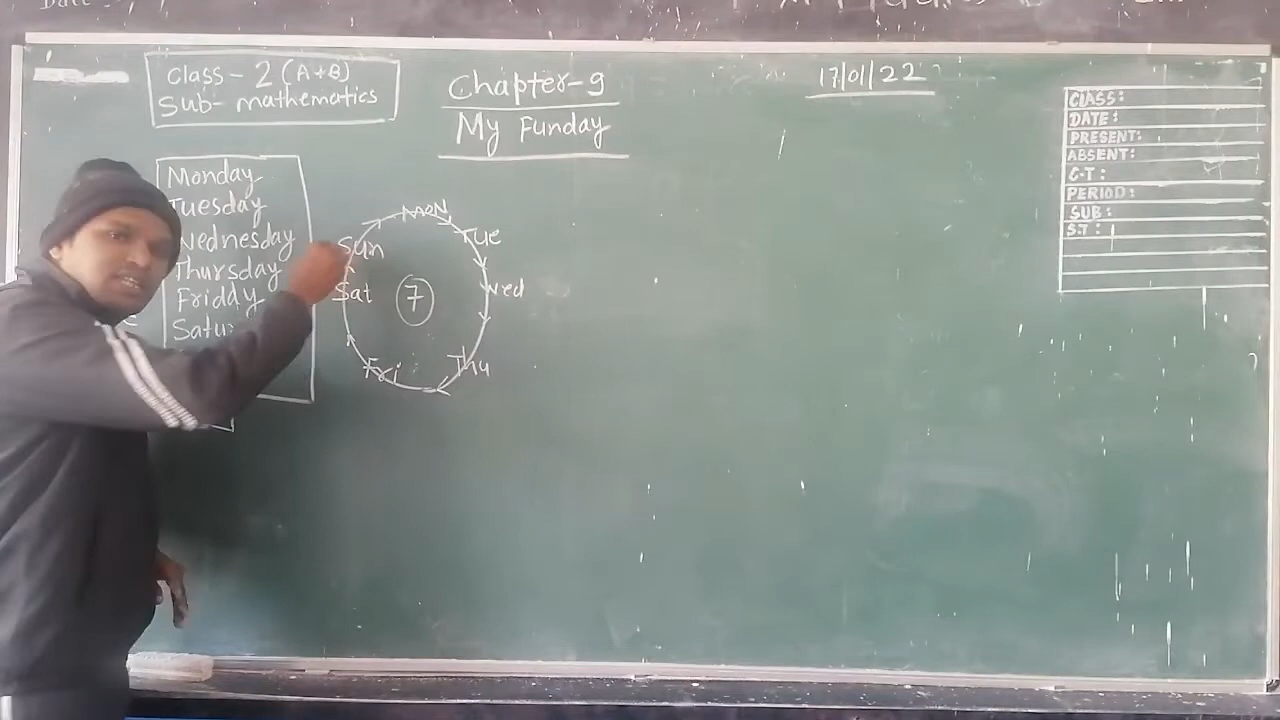 Class - 2 (A+B)
Sub- mathematics
Chapter-9
My Funday
17/01/22
Monday
Tuesday
Wednesday
Thursday
Friday
MON
Tue
Wed
Thu
Fri
Sat
Sun
7
CLASS:
DATE:
PRESENT:
ABSENT:
C.T:
PERIOD:
SUB:
S.T: